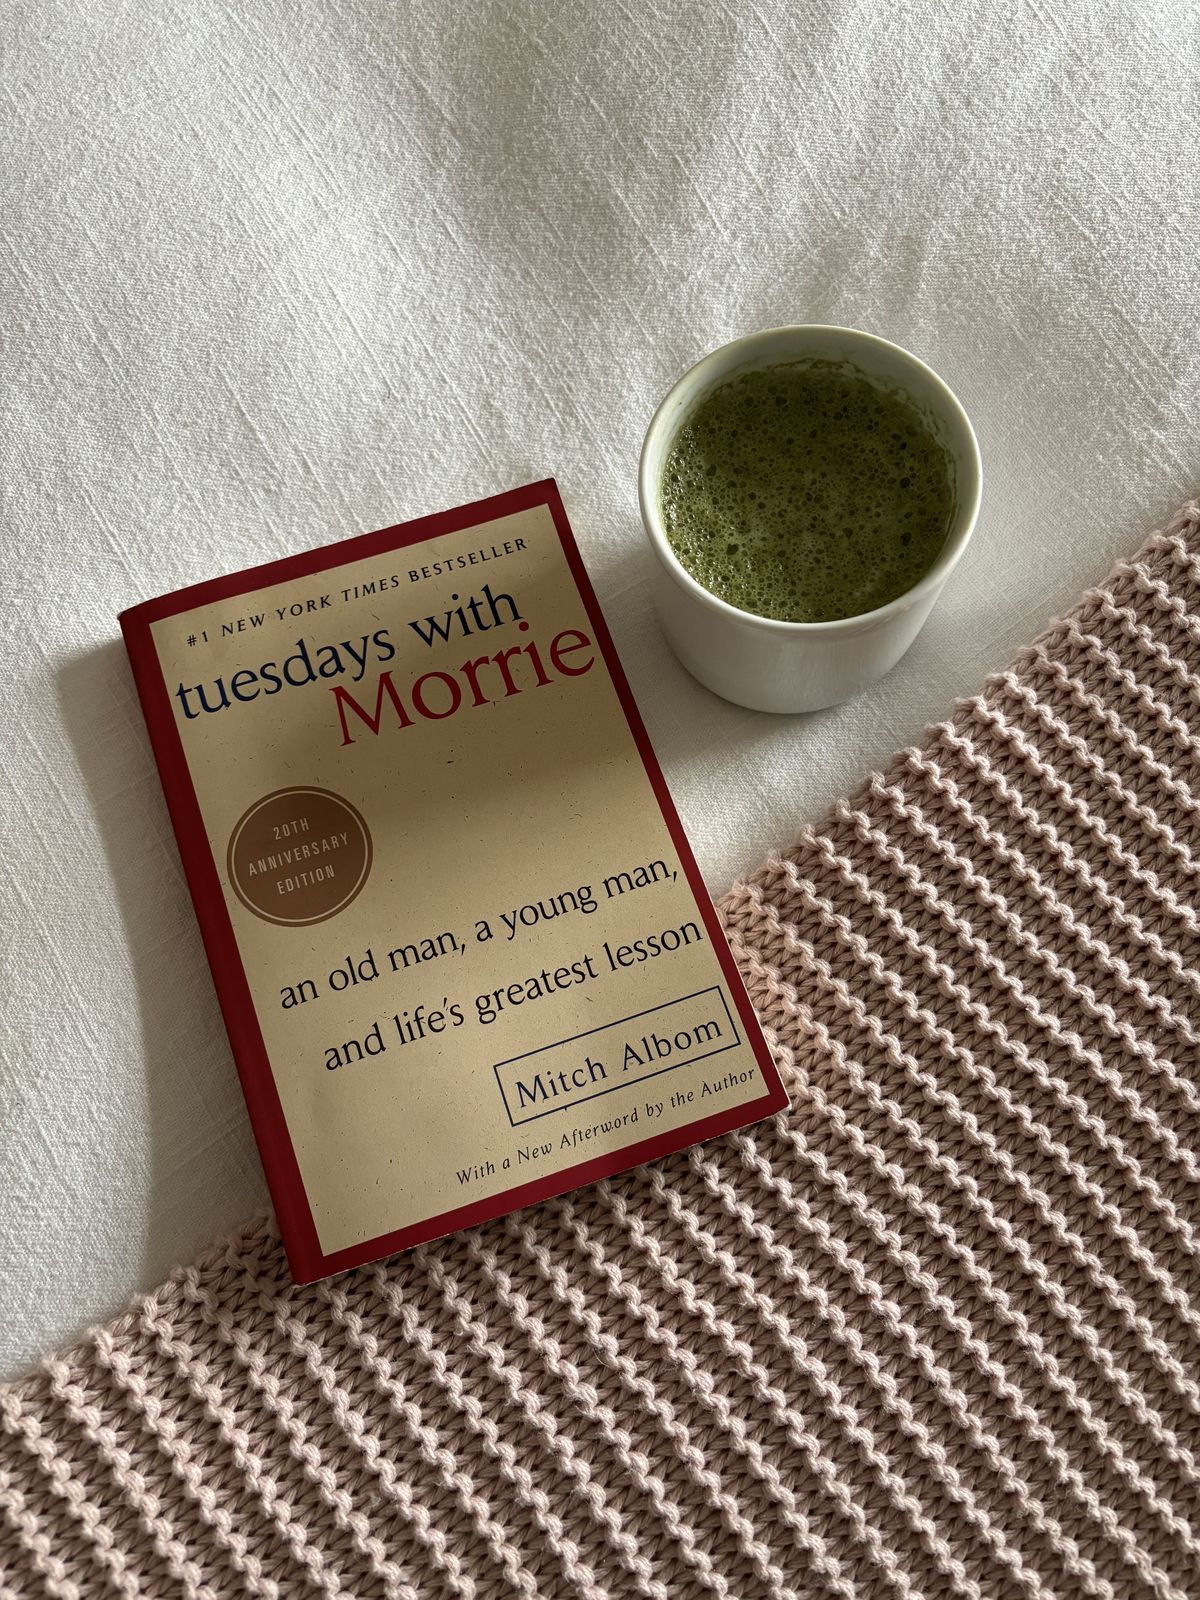 #1 NEW YORK TIMES BESTSELLER
tuesdays with
Morrie
20TH
ANNIVERSARY
EDITION
an old man, a young man,
and life's greatest lesson
Mitch Albom
With a New Afterword by the Author